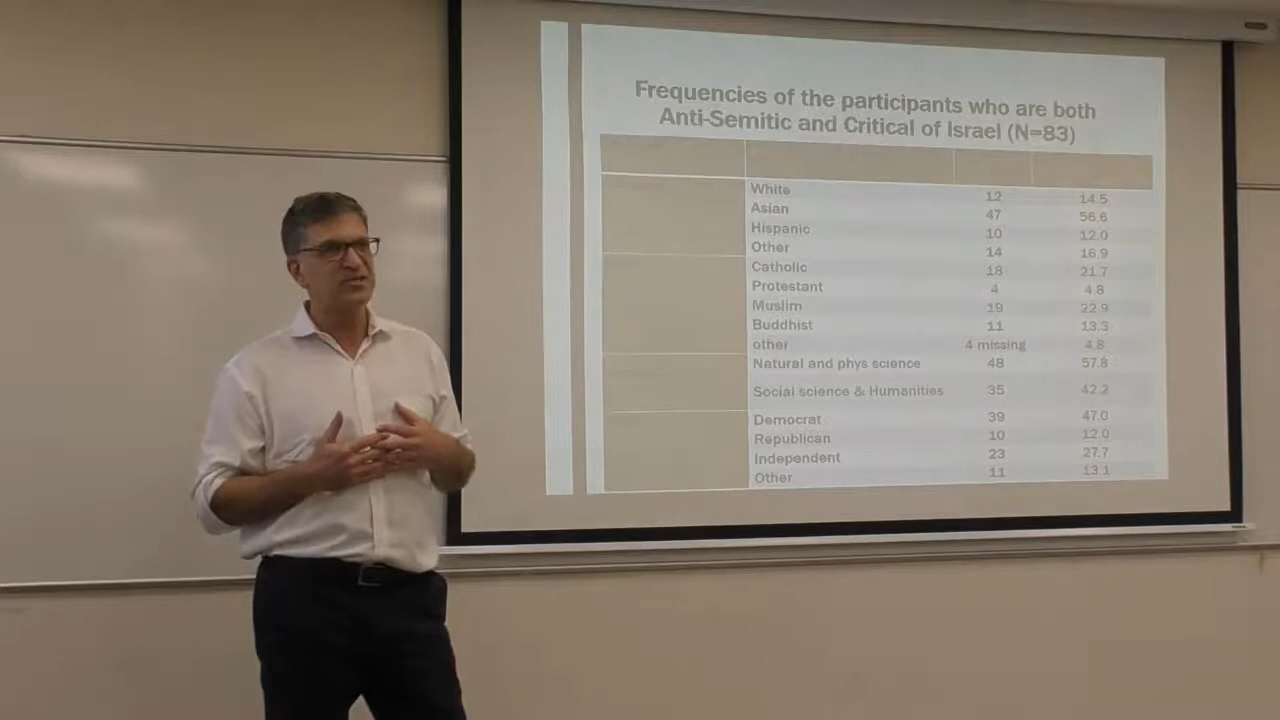 Frequencies of the participants who are both
Anti-Semitic and Critical of Israel (N=83)
White 12 14.5
Asian 47 56.6
Hispanic 10 12.0
Other 14 16.9
Catholic 18 21.7
Protestant 4 4.8
Muslim 19 22.9
Buddhist 11 13.3
other 4 missing 4.8
Natural and phys science 48 57.8
Social science & Humanities 35 42.2
Democrat 39 47.0
Republican 10 12.0
Independent 23 27.7
Other 11 13.1